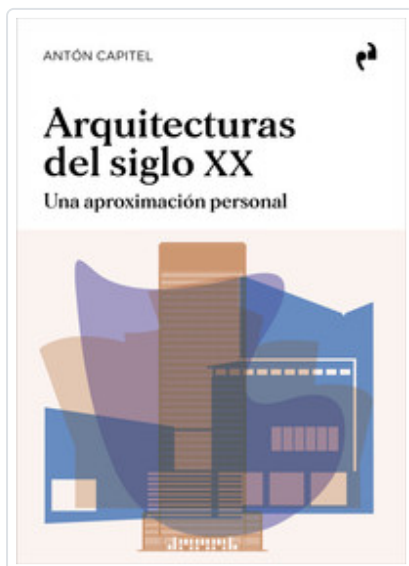 ANTÓN CAPITEL
Arquitecturas
del siglo XX
Una aproximación personal